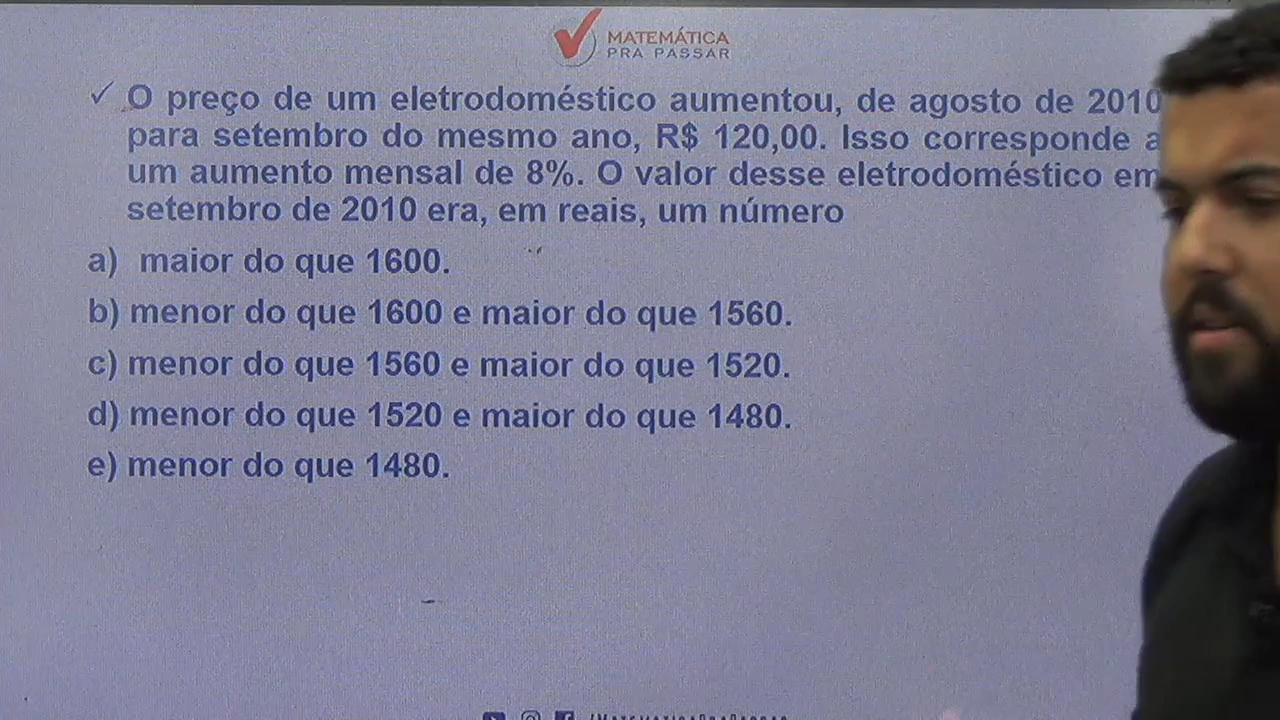 MATEMÁTICA
PRA PASSAR
✓ O preço de um eletrodoméstico aumentou, de agosto de 2010
para setembro do mesmo ano, R$ 120,00. Isso corresponde a
um aumento mensal de 8%. O valor desse eletrodoméstico em
setembro de 2010 era, em reais, um número
a) maior do que 1600.
b) menor do que 1600 e maior do que 1560.
c) menor do que 1560 e maior do que 1520.
d) menor do que 1520 e maior do que 1480.
e) menor do que 1480.